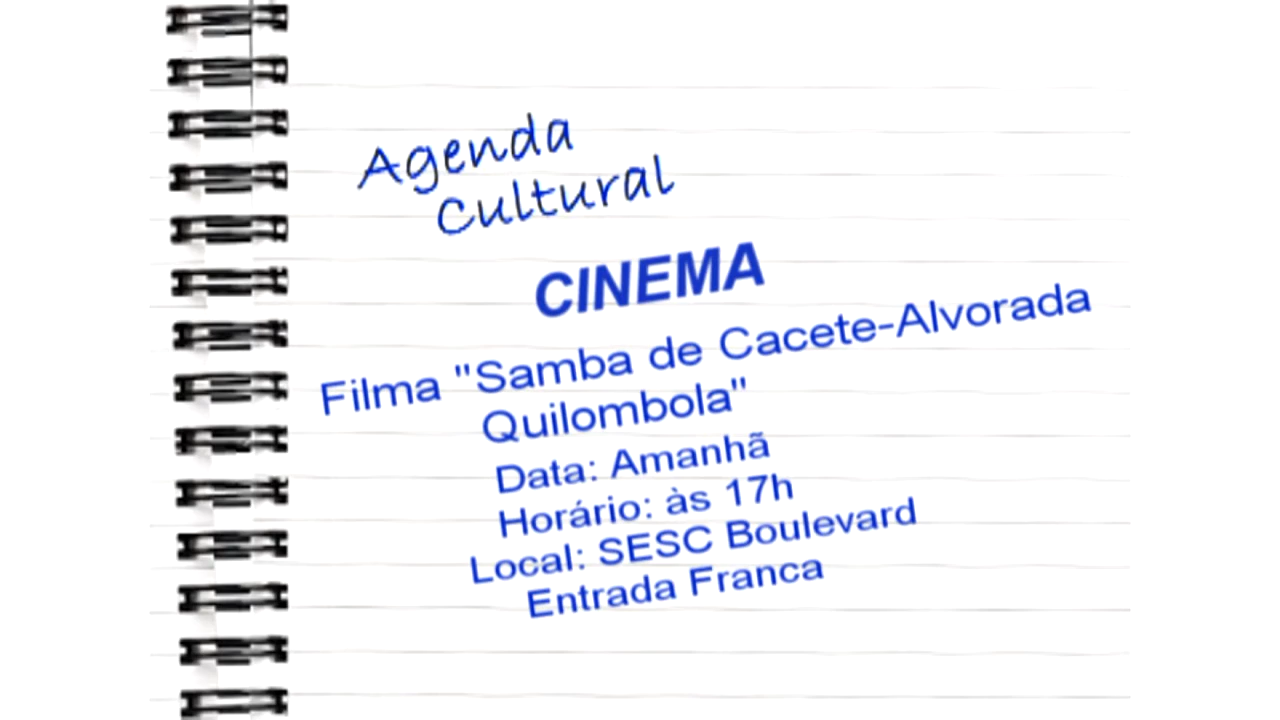 Agenda
Cultural
CINEMA
Filma "Samba de Cacete-Alvorada
Quilombola"
Data: Amanhã
Horário: às 17h
Local: SESC Boulevard
Entrada Franca